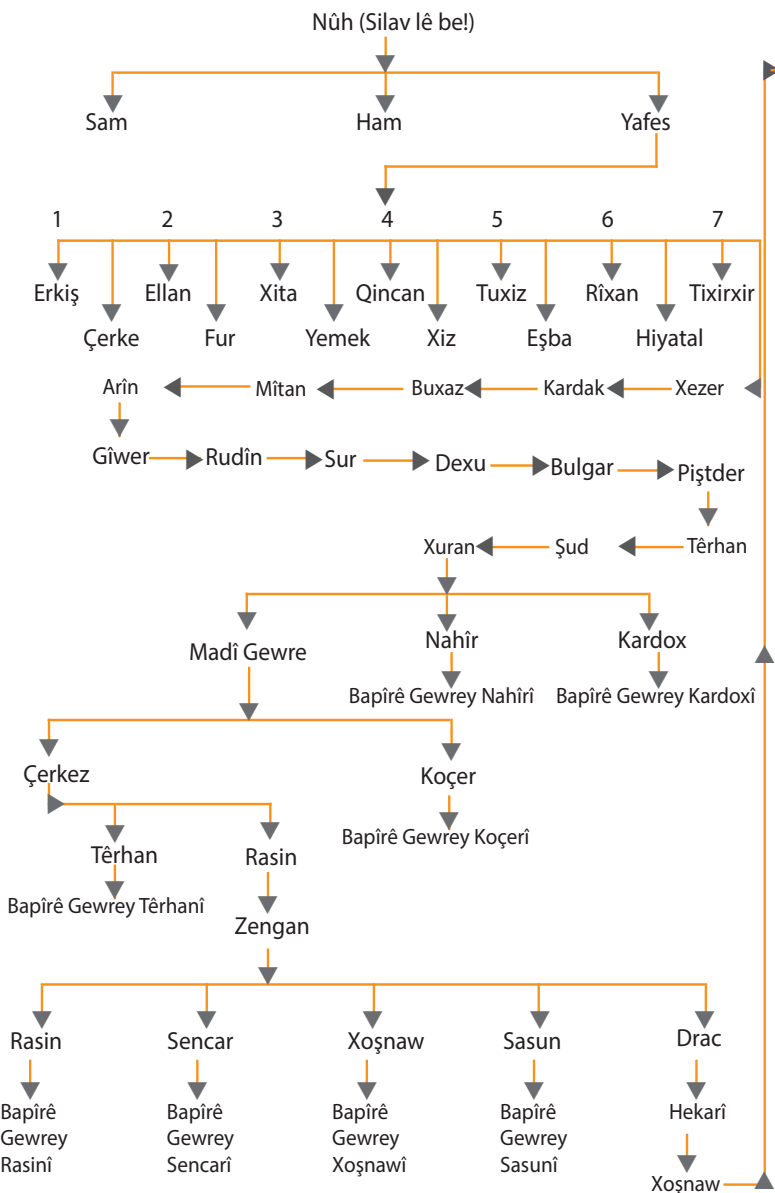 Nûh (Silav lê be!)
Sam Ham Yafes
1 2 3 4 5 6 7
Erkiş Ellan Xita Qincan Tuxiz Rîxan Tixirxir
Çerke Fur Yemek Xiz Eşba Hiyatal
Arîn Mîtan Buxaz Kardak Xezer
Gîwer Rudîn Sur Dexu Bulgar Piştder
Xuran Şud Têrhan
Madî Gewre Nahîr Kardox
Bapîrê Gewrey Nahîrî Bapîrê Gewrey Kardoxî
Çerkez Koçer
Bapîrê Gewrey Koçerî
Têrhan Rasin
Bapîrê Gewrey Têrhanî
Zengan
Rasin Sencar Xoşnaw Sasun Drac
Bapîrê Bapîrê Bapîrê Bapîrê Hekarî
Gewrey Gewrey Gewrey Gewrey
Rasinî Sencarî Xoşnawî Sasunî
Xoşnaw